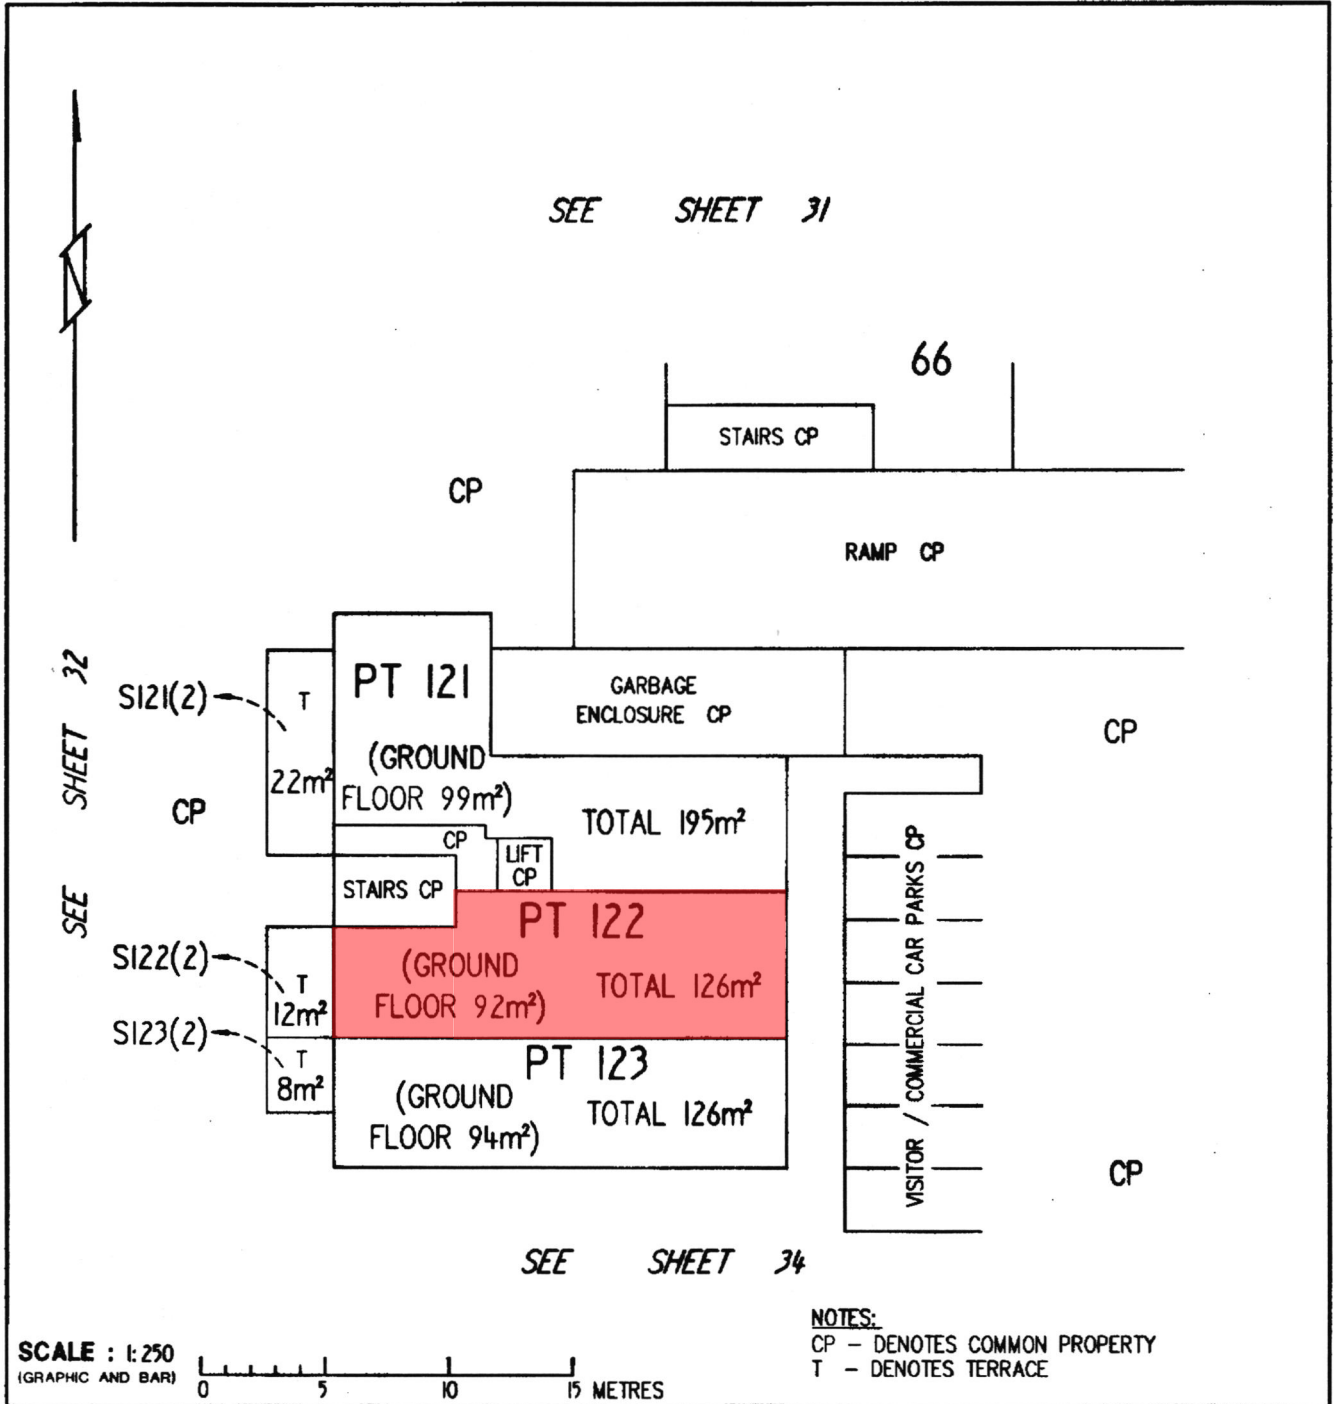 SEE SHEET 31
66
STAIRS CP
CP
RAMP CP
SEE SHEET 32
S121(2)
T
22m²
PT 121
(GROUND
FLOOR 99m²)
TOTAL 195m²
GARBAGE
ENCLOSURE CP
CP
CP
CP
LIFT
CP
STAIRS CP
VISITOR / COMMERCIAL CAR PARKS CP
S122(2)
T
12m²
PT 122
(GROUND
FLOOR 92m²)
TOTAL 126m²
S123(2)
T
8m²
PT 123
(GROUND
FLOOR 94m²)
TOTAL 126m²
CP
SEE SHEET 34
NOTES:
CP – DENOTES COMMON PROPERTY
T – DENOTES TERRACE
SCALE : 1:250
(GRAPHIC AND BAR)
0 5 10 15 METRES
N